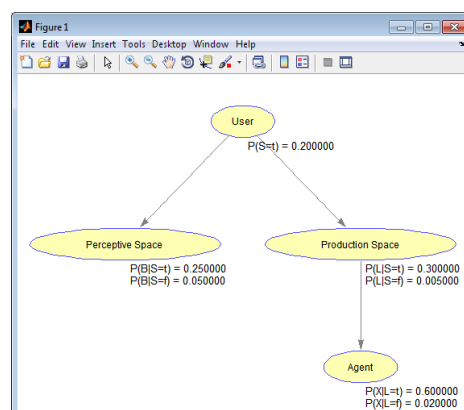 Figure 1
File Edit View Insert Tools Desktop Window Help
User
P(S=t) = 0.200000
Perceptive Space
Production Space
P(B|S=t) = 0.250000
P(B|S=f) = 0.050000
P(L|S=t) = 0.300000
P(L|S=f) = 0.005000
Agent
P(X|L=t) = 0.600000
P(X|L=f) = 0.020000